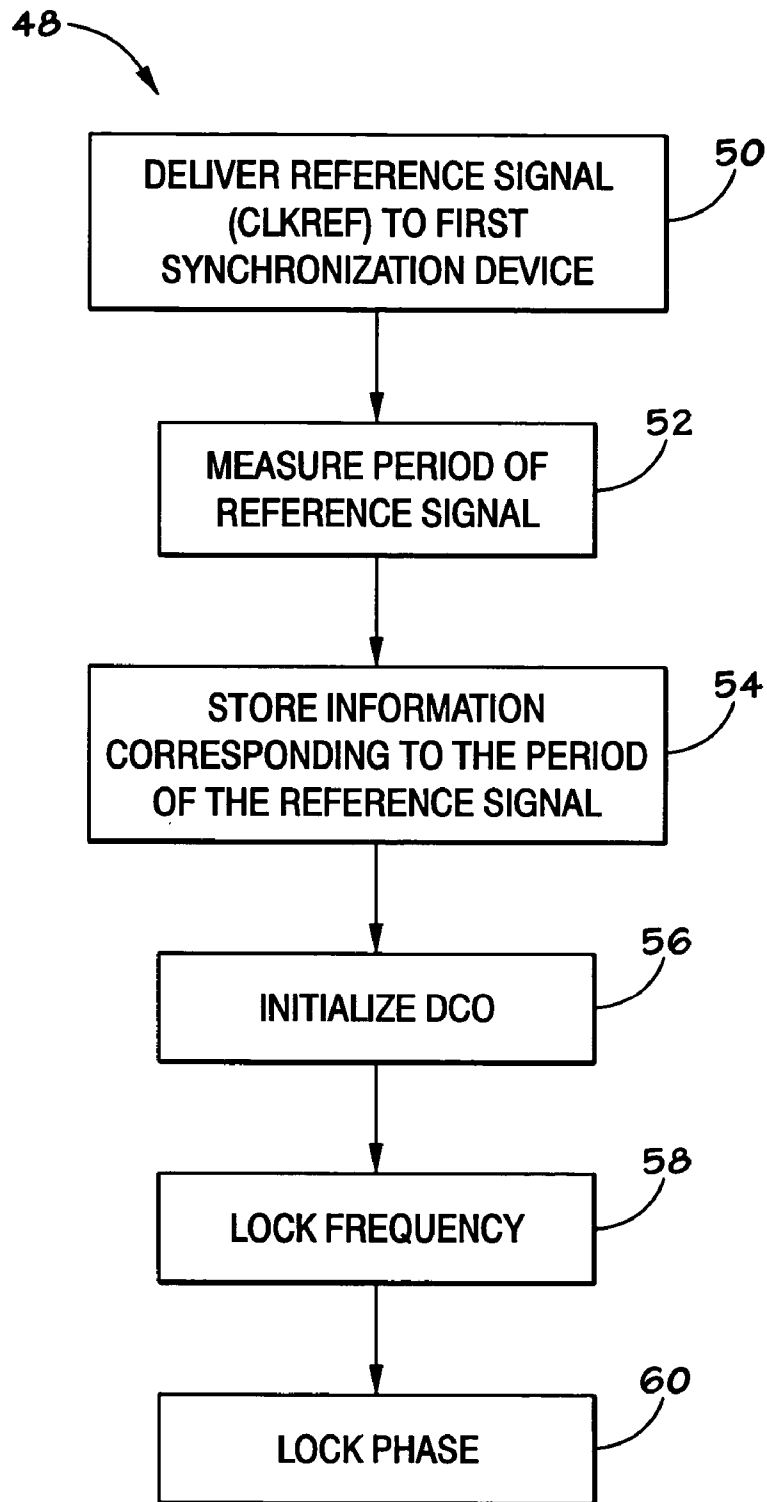 48
DELIVER REFERENCE SIGNAL
(CLKREF) TO FIRST
SYNCHRONIZATION DEVICE
50
MEASURE PERIOD OF
REFERENCE SIGNAL
52
STORE INFORMATION
CORRESPONDING TO THE PERIOD
OF THE REFERENCE SIGNAL
54
INITIALIZE DCO
56
LOCK FREQUENCY
58
LOCK PHASE
60